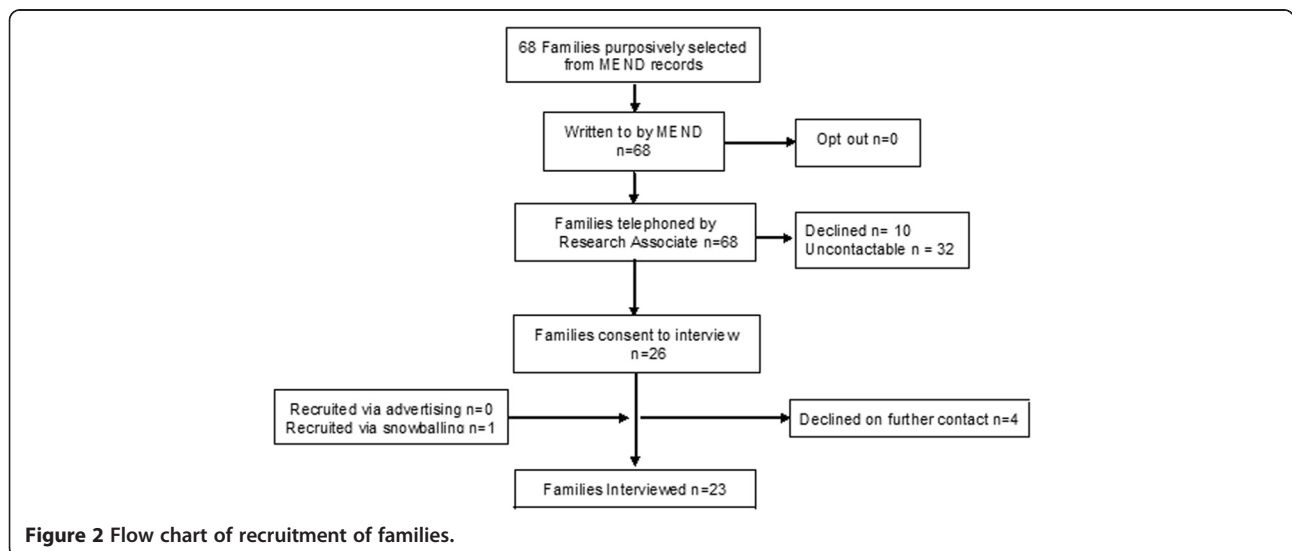 68 Families purposively selected
from MEND records
Written to by MEND
n=68
Opt out n=0
Families telephoned by
Research Associate n=68
Declined n= 10
Uncontactable n = 32
Families consent to interview
n=26
Recruited via advertising n=0
Recruited via snowballing n=1
Declined on further contact n=4
Families Interviewed n=23
Figure 2 Flow chart of recruitment of families.